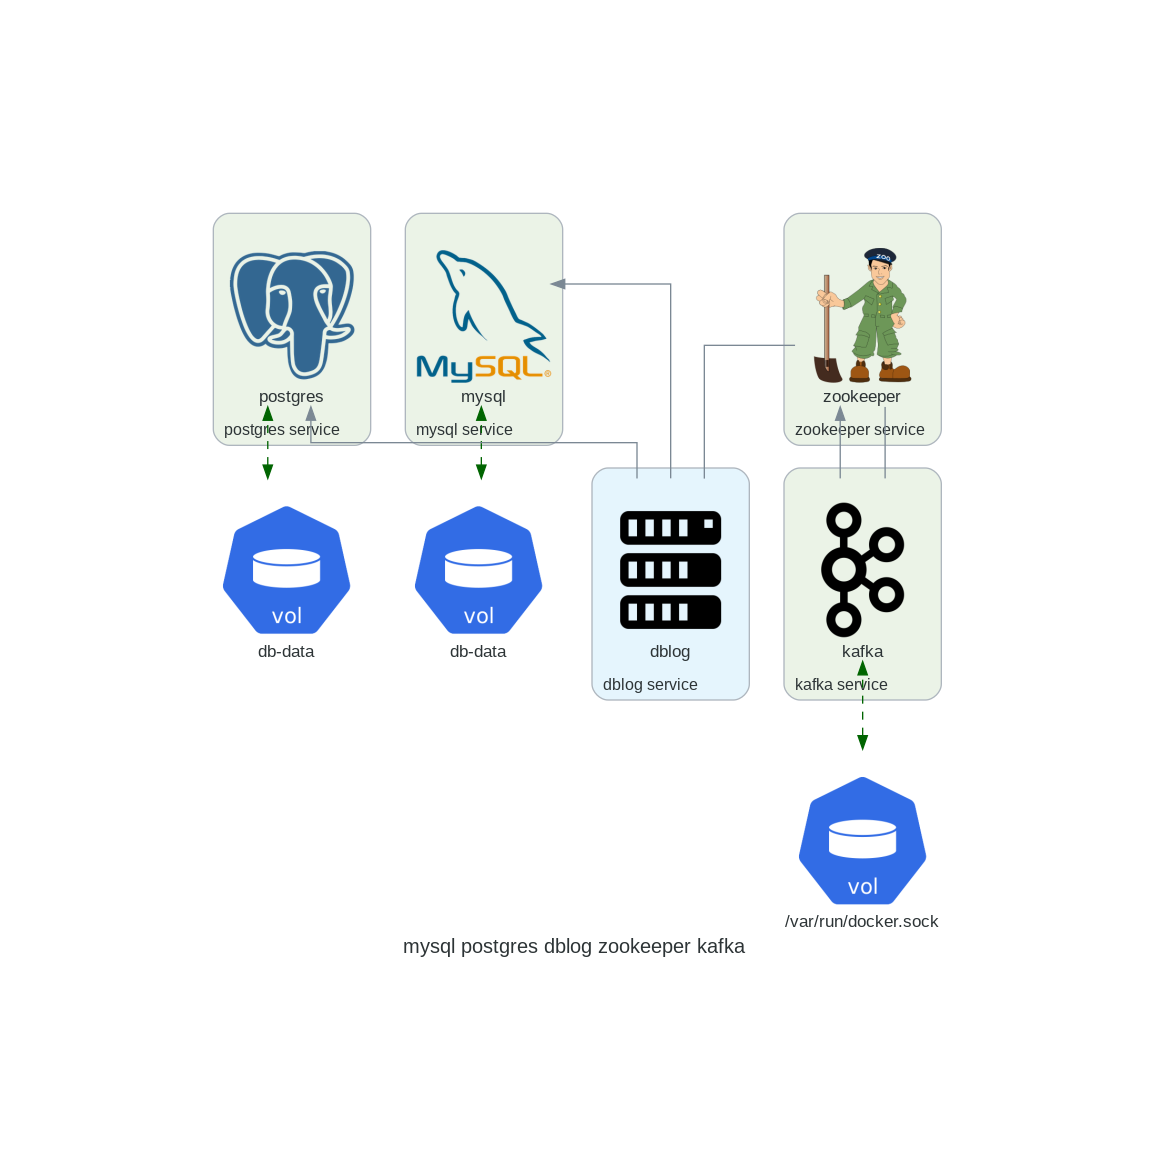 ZOO
MySQL®
postgres
mysql
zookeeper
postgres service
mysql service
zookeeper service
vol
vol
db-data
db-data
dblog
kafka
dblog service
kafka service
vol
/var/run/docker.sock
mysql postgres dblog zookeeper kafka